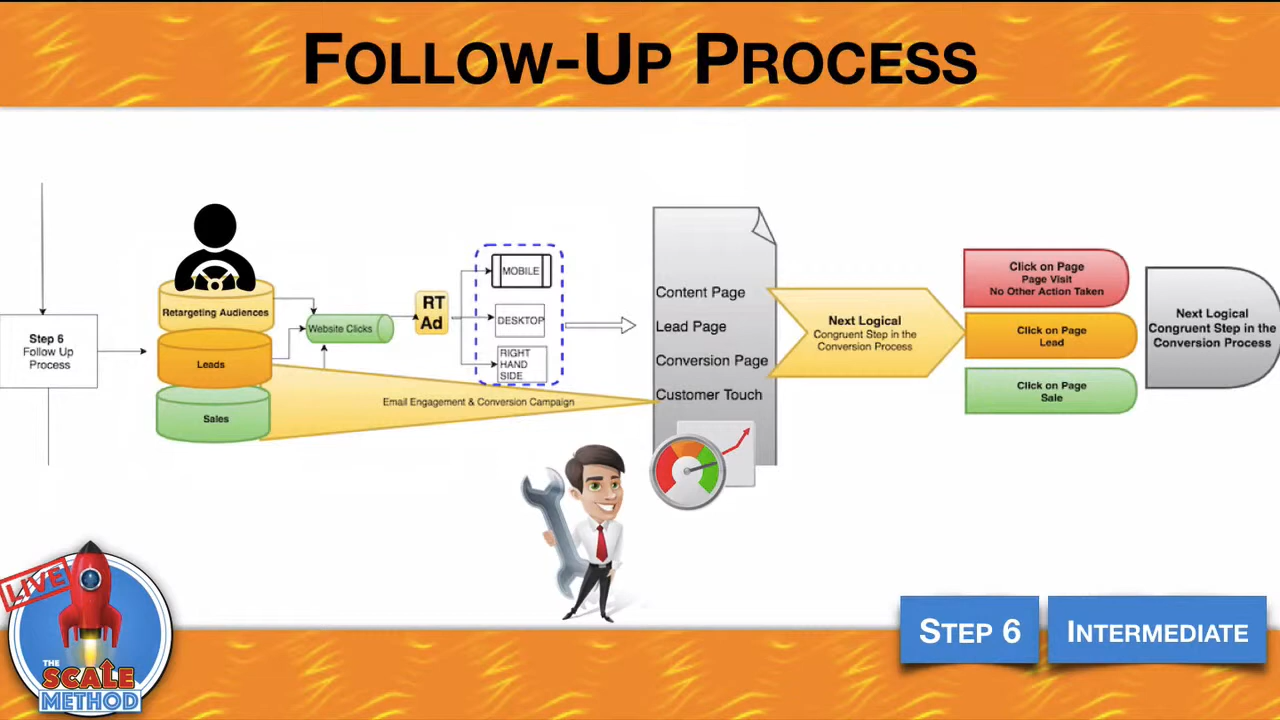 FOLLOW-UP PROCESS
Step 6
Follow Up
Process
Retargeting Audiences
Leads
Sales
Website Clicks
RT
Ad
MOBILE
DESKTOP
RIGHT
HAND
SIDE
Email Engagement & Conversion Campaign
Content Page
Lead Page
Conversion Page
Customer Touch
Next Logical
Congruent Step in the
Conversion Process
Click on Page
Page Visit
No Other Action Taken
Click on Page
Lead
Click on Page
Sale
Next Logical
Congruent Step in the
Conversion Process
LIVE
THE
SCALE
METHOD
STEP 6
INTERMEDIATE